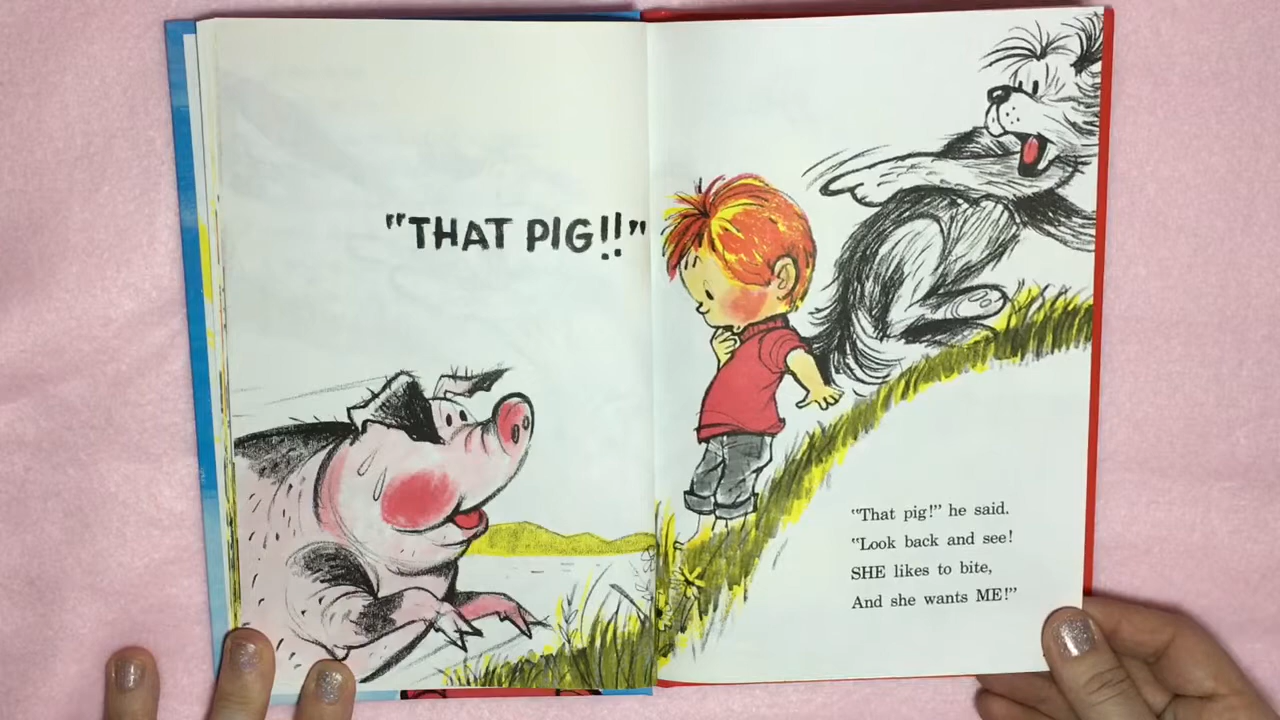 "THAT PIG!!"
"That pig!" he said.
"Look back and see!
SHE likes to bite,
And she wants ME!"